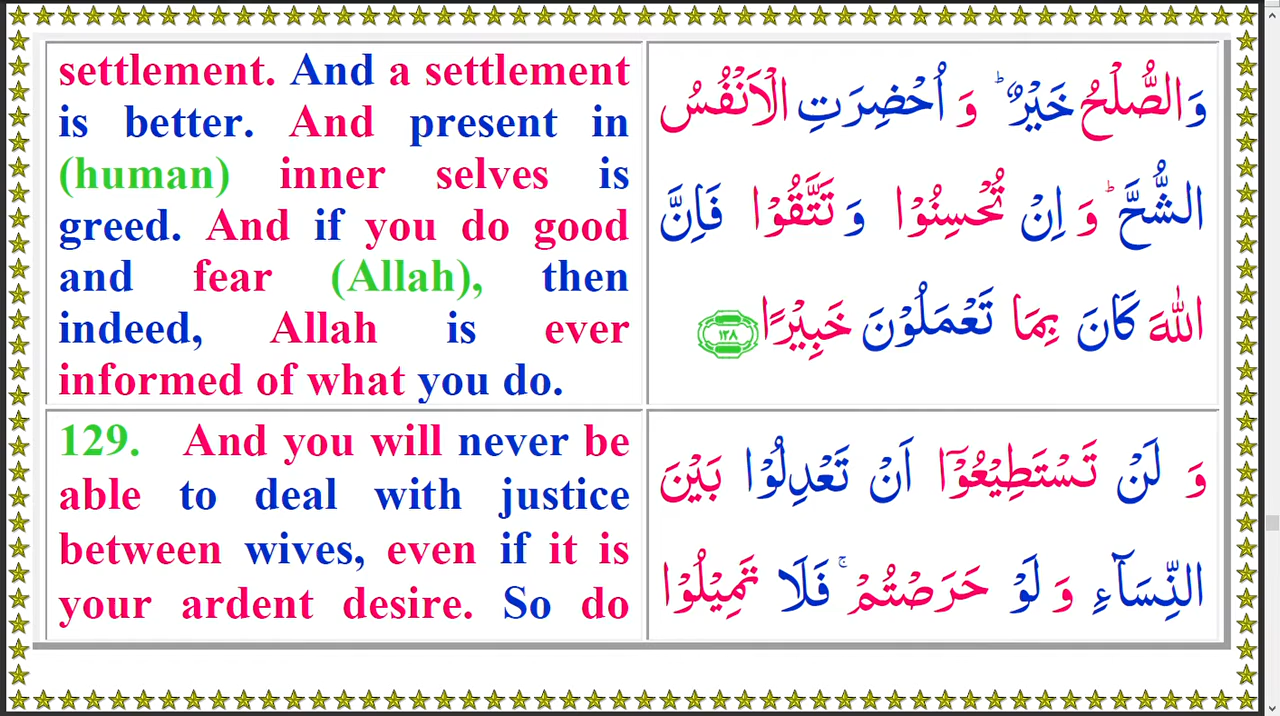 settlement. And a settlement
is better. And present in
(human) inner selves is
greed. And if you do good
and fear (Allah), then
indeed, Allah is ever
informed of what you do.
وَالصُّلْحُ خَيْرٌ ؕ وَ اُحْضِرَتِ الْاَنْفُسُ
الشُّحَّ ؕ وَ اِنْ تُحْسِنُوْا وَ تَتَّقُوْا فَاِنَّ
اللّٰهَ كَانَ بِمَا تَعْمَلُوْنَ خَبِيْرًا ١٢٨
129. And you will never be
able to deal with justice
between wives, even if it is
your ardent desire. So do
وَ لَنْ تَسْتَطِيْعُوْۤا اَنْ تَعْدِلُوْا بَيْنَ
النِّسَآءِ وَ لَوْ حَرَصْتُمْ ۚ فَلَا تَمِيْلُوْا